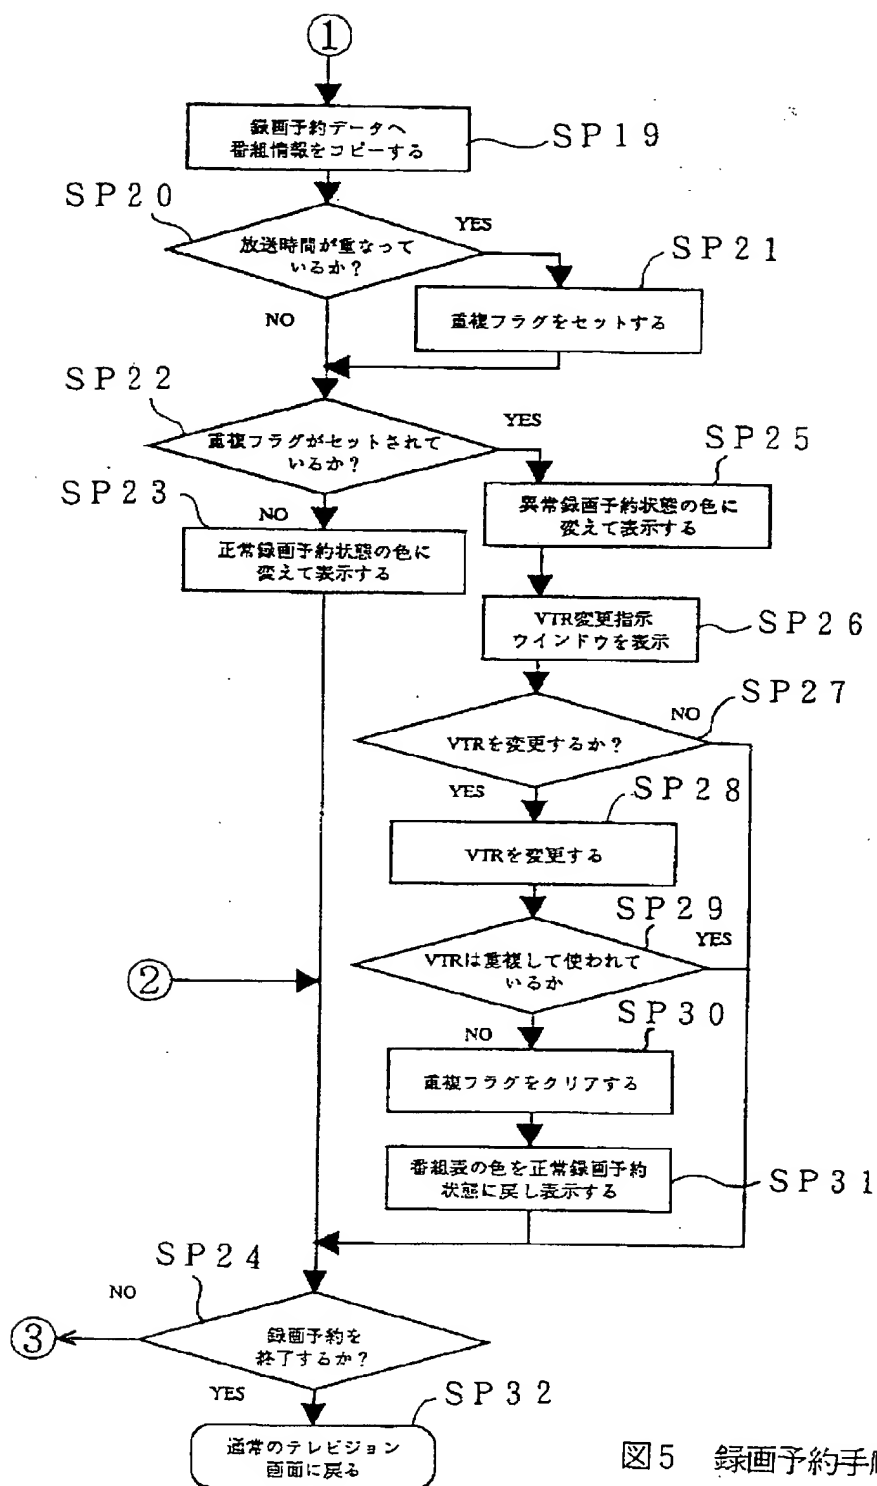 ①
録画予約データへ
番組情報をコピーする
SP19
SP20
放送時間が重なって
いるか?
YES
NO
SP21
重複フラグをセットする
SP22
重複フラグがセットされて
いるか?
YES
NO
SP23
正常録画予約状態の色に
変えて表示する
SP25
異常録画予約状態の色に
変えて表示する
VTR変更指示
ウインドウを表示
SP26
SP27
VTRを変更するか?
NO
YES
SP28
VTRを変更する
SP29
VTRは重複して使われて
いるか
YES
②
NO
SP30
重複フラグをクリアする
番組表の色を正常録画予約
状態に戻し表示する
SP31
SP24
NO
③
録画予約を
終了するか?
YES
SP32
通常のテレビジョン
画面に戻る
図5 録画予約手